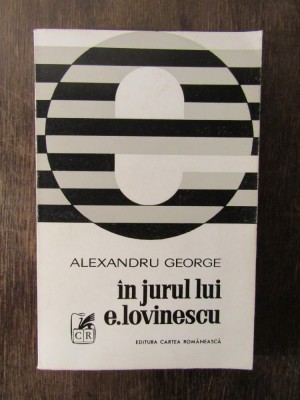 ALEXANDRU GEORGE
în jurul lui
e.lovinescu
CR
EDITURA CARTEA ROMÂNEASCĂ